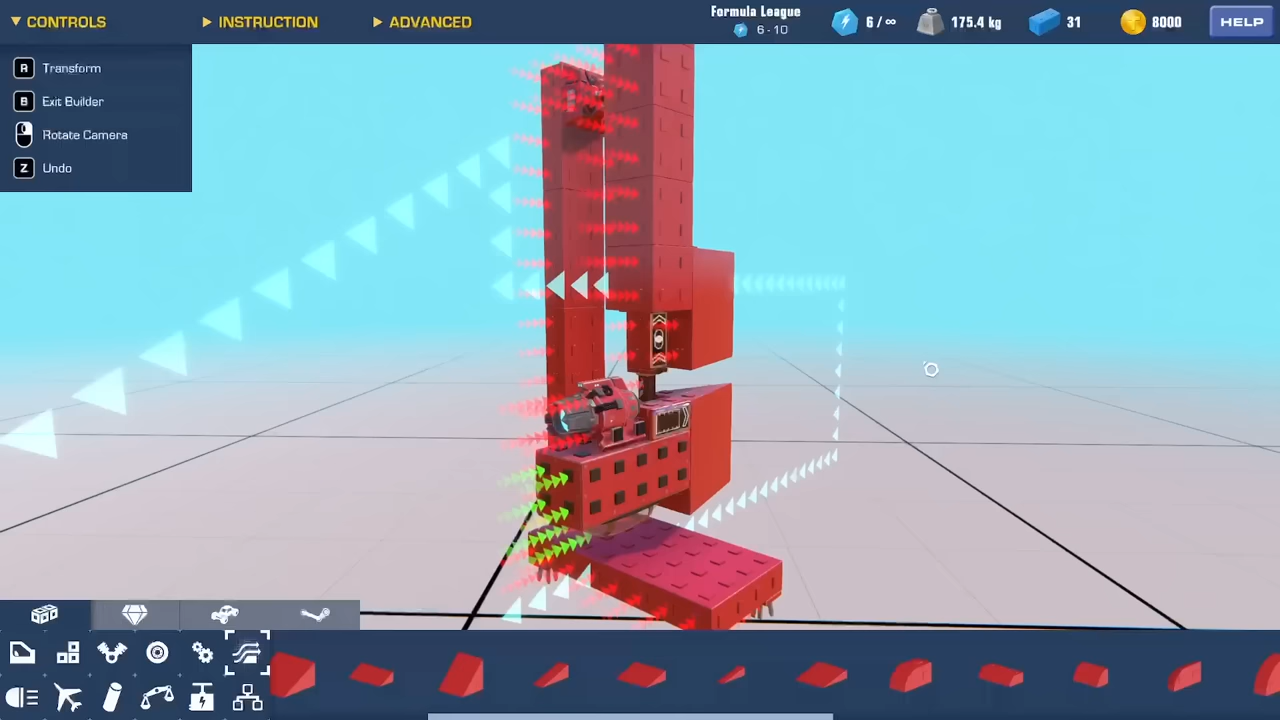 CONTROLS
INSTRUCTION
ADVANCED
Formula League
6 - 10
6 / ∞
175.4 kg
31
8000
HELP
R Transform
B Exit Builder
Rotate Camera
Z Undo